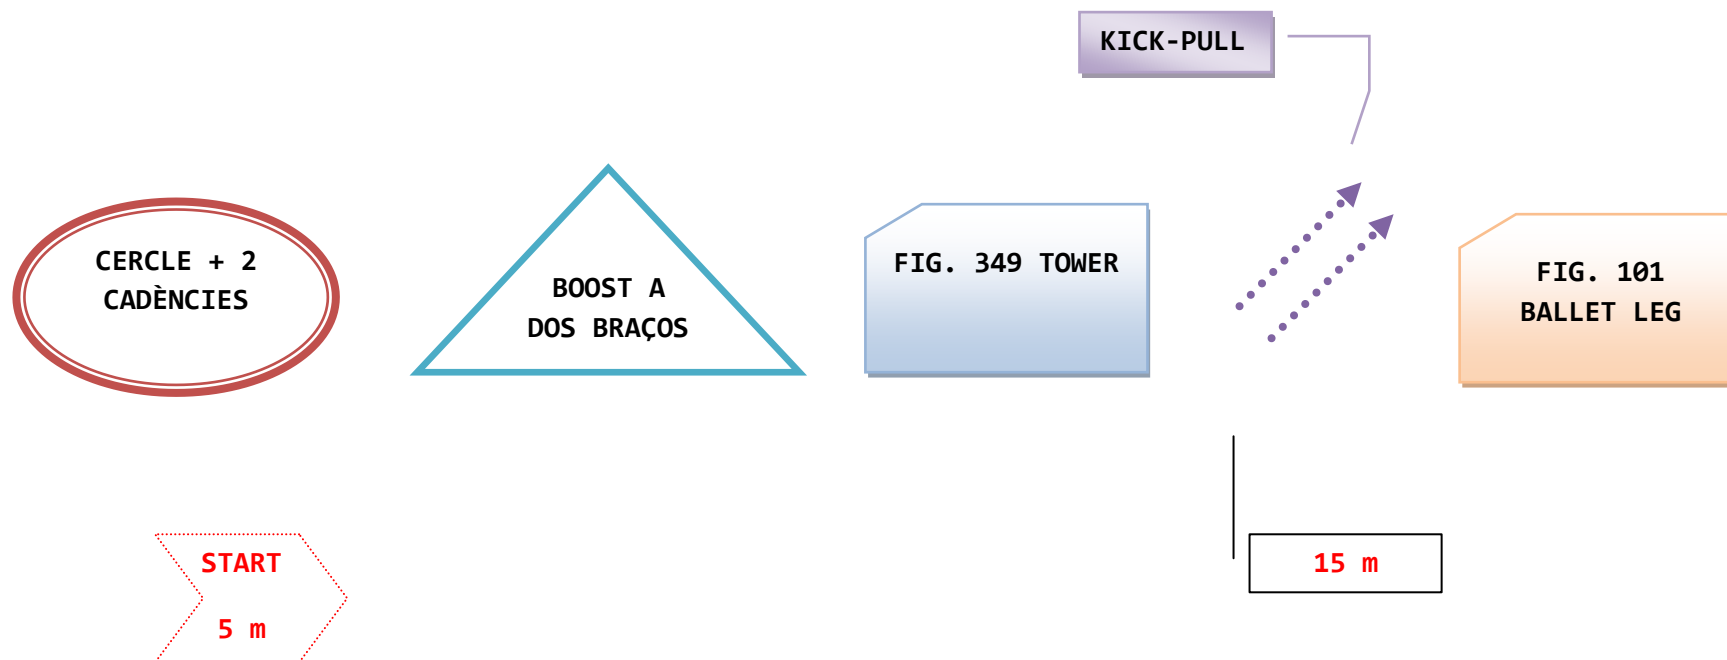 KICK-PULL
CERCLE + 2
CADÈNCIES
BOOST A
DOS BRAÇOS
FIG. 349 TOWER
FIG. 101
BALLET LEG
START
5 m
15 m